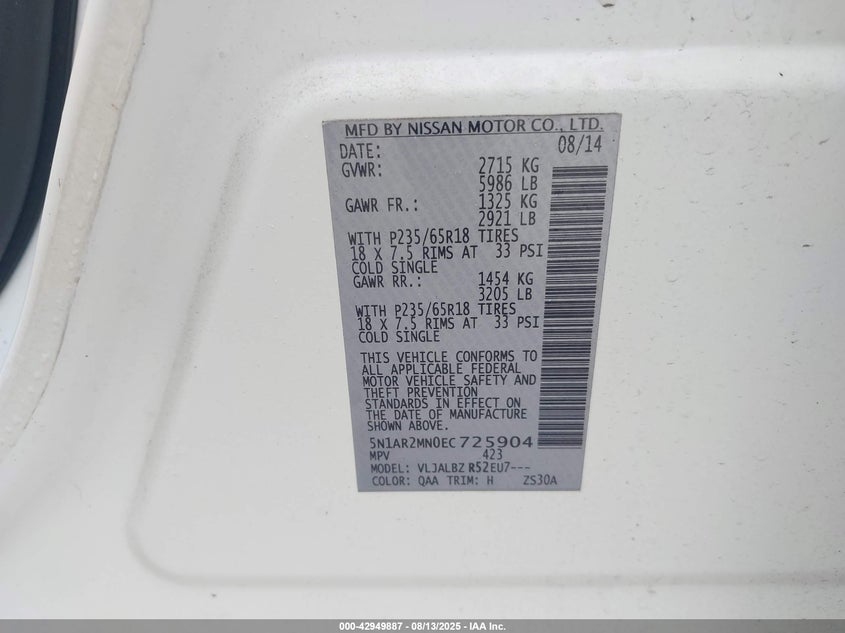 MFD BY NISSAN MOTOR CO., LTD.
DATE: 08/14
GVWR: 2715 KG
5986 LB
GAWR FR.: 1325 KG
2921 LB
WITH P235/65R18 TIRES
18 X 7.5 RIMS AT 33 PSI
COLD SINGLE
GAWR RR.: 1454 KG
3205 LB
WITH P235/65R18 TIRES
18 X 7.5 RIMS AT 33 PSI
COLD SINGLE
THIS VEHICLE CONFORMS TO
ALL APPLICABLE FEDERAL
MOTOR VEHICLE SAFETY AND
THEFT PREVENTION
STANDARDS IN EFFECT ON
THE DATE OF MANUFACTURE
SHOWN ABOVE.
5N1AR2MN0EC725904
MPV 423
MODEL: VLJALBZ R52EU7---
COLOR: QAA TRIM: H ZS30A
000-42949887 - 08/13/2025 - IAA Inc.